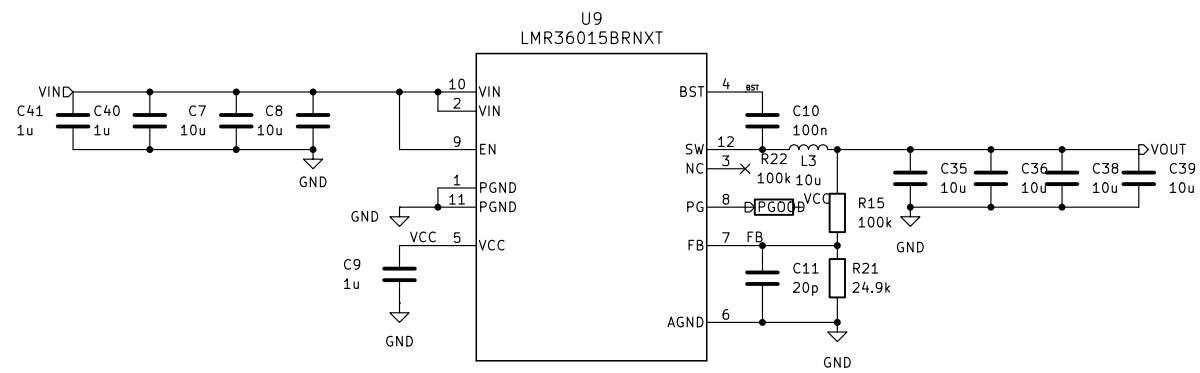 U9
LMR36015BRNXT
VIN
C41
1u
C40
1u
C7
10u
C8
10u
GND
10
VIN
2
VIN
9
EN
1
PGND
11
PGND
GND
VCC
5
VCC
C9
1u
GND
BST
4
BST
C10
100n
SW
12
NC
3
R22
100k
L3
10u
PG
8
PGOOD
VCC
R15
100k
FB
7
FB
C11
20p
R21
24.9k
AGND
6
GND
C35
10u
C36
10u
C38
10u
C39
10u
VOUT
GND